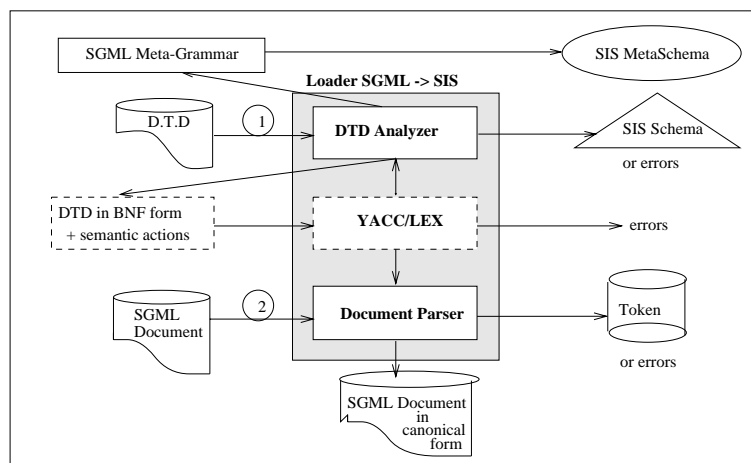 SGML Meta-Grammar
SIS MetaSchema
Loader SGML -> SIS
D.T.D
1
DTD Analyzer
SIS Schema
or errors
DTD in BNF form
+ semantic actions
YACC/LEX
errors
SGML
Document
2
Document Parser
Token
or errors
SGML Document
in
canonical
form